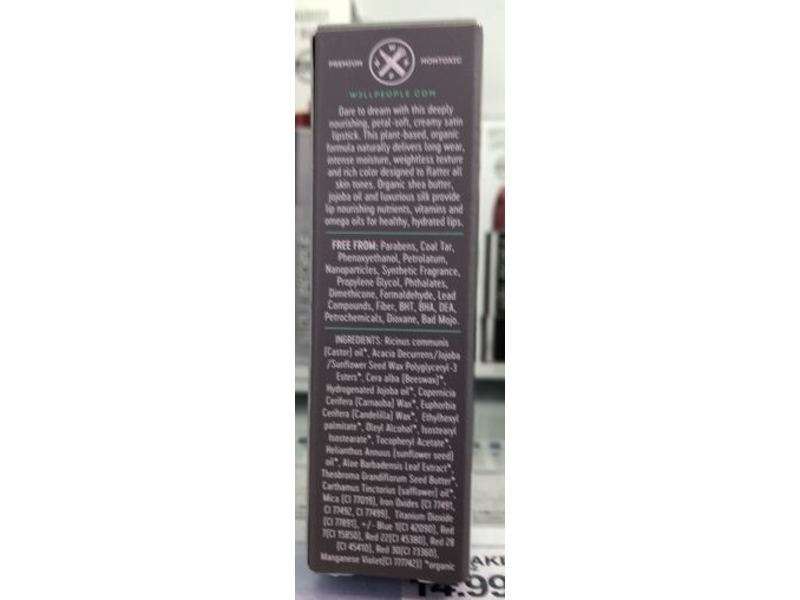 PREMIUM NONTOXIC
W3LLPEOPLE.COM
Dare to dream with this deeply
nourishing, petal-soft, creamy satin
lipstick. This plant-based, organic
formula naturally delivers long wear,
intense moisture, weightless texture
and rich color designed to flatter all
skin tones. Organic shea butter,
jojoba oil and luxurious silk provide
lip nourishing nutrients, vitamins and
omega oils for healthy, hydrated lips.
FREE FROM: Parabens, Coal Tar,
Phenoxyethanol, Petrolatum,
Nanoparticles, Synthetic Fragrance,
Propylene Glycol, Phthalates,
Dimethicone, Formaldehyde, Lead
Compounds, Fiber, BHT, BHA, DEA,
Petrochemicals, Dioxane, Bad Mojo.
INGREDIENTS: Ricinus communis
(Castor) oil*, Acacia Decurrens/Jojoba
/Sunflower Seed Wax Polyglyceryl-3
Esters*, Cera alba (Beeswax)*,
Hydrogenated Jojoba oil*, Copernicia
Cerifera (Carnauba) Wax*, Euphorbia
Cerifera (Candelilla) Wax*, Ethylhexyl
palmitate*, Oleyl Alcohol*, Isostearyl
Isostearate*, Tocopheryl Acetate*,
Helianthus Annuus (sunflower seed)
oil*, Aloe Barbadensis Leaf Extract*,
Theobroma Grandiflorum Seed Butter*,
Carthamus Tinctorius (safflower) oil*,
Mica (CI 77019), Iron Oxides (CI 77491,
CI 77492, CI 77499), Titanium Dioxide
(CI 77891), +/- Blue 1(CI 42090), Red
7(CI 15850), Red 22(CI 45380), Red 28
(CI 45410), Red 30(CI 73360),
Manganese Violet(CI 777742)) *organic
14.99